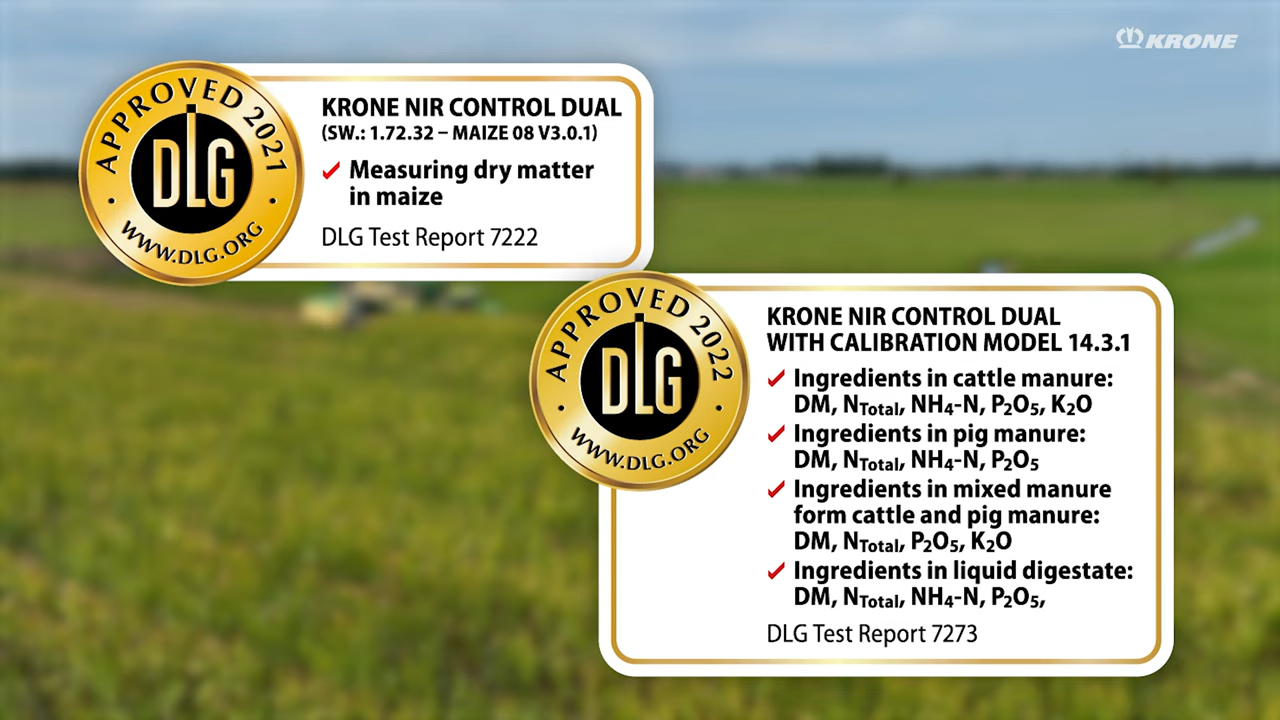 KRONE
APPROVED 2021
DLG
WWW.DLG.ORG
KRONE NIR CONTROL DUAL
(SW.: 1.72.32 – MAIZE 08 V3.0.1)
✓ Measuring dry matter
in maize
DLG Test Report 7222
APPROVED 2022
DLG
WWW.DLG.ORG
KRONE NIR CONTROL DUAL
WITH CALIBRATION MODEL 14.3.1
✓ Ingredients in cattle manure:
DM, N_Total, NH₄-N, P₂O₅, K₂O
✓ Ingredients in pig manure:
DM, N_Total, NH₄-N, P₂O₅
✓ Ingredients in mixed manure
form cattle and pig manure:
DM, N_Total, P₂O₅, K₂O
✓ Ingredients in liquid digestate:
DM, N_Total, NH₄-N, P₂O₅,
DLG Test Report 7273